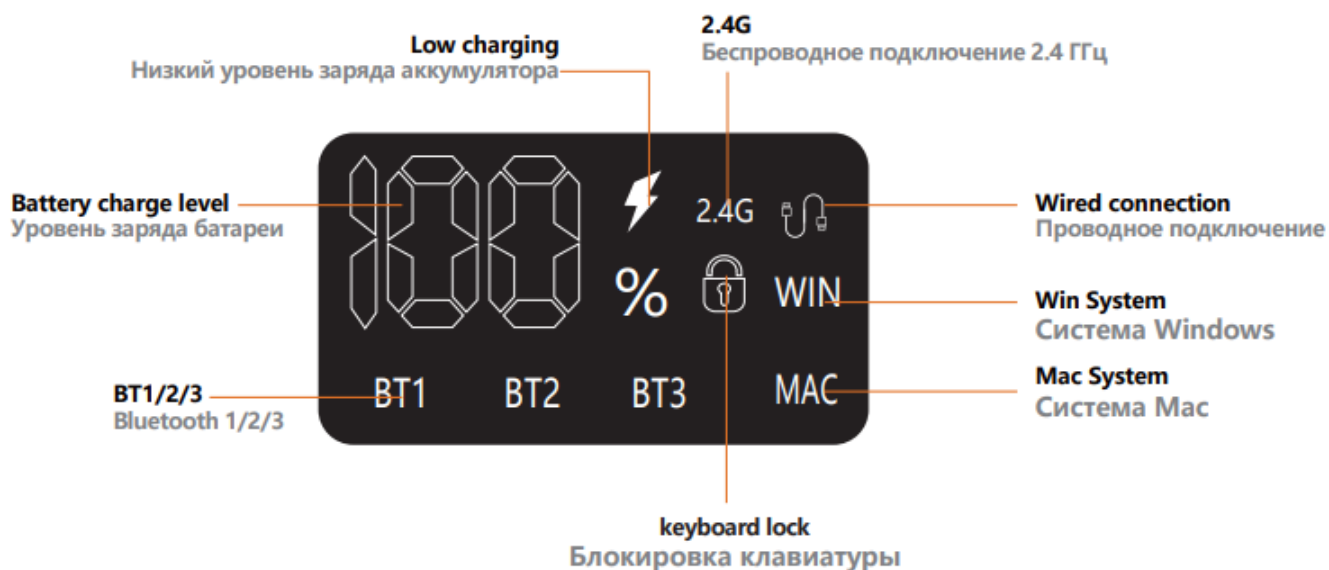 2.4G
Беспроводное подключение 2.4 ГГц
Low charging
Низкий уровень заряда аккумулятора
Battery charge level
Уровень заряда батареи
100
2.4G
Wired connection
Проводное подключение
%
WIN
Win System
Система Windows
BT1/2/3
Bluetooth 1/2/3
BT1 BT2 BT3 MAC
Mac System
Система Mac
keyboard lock
Блокировка клавиатуры